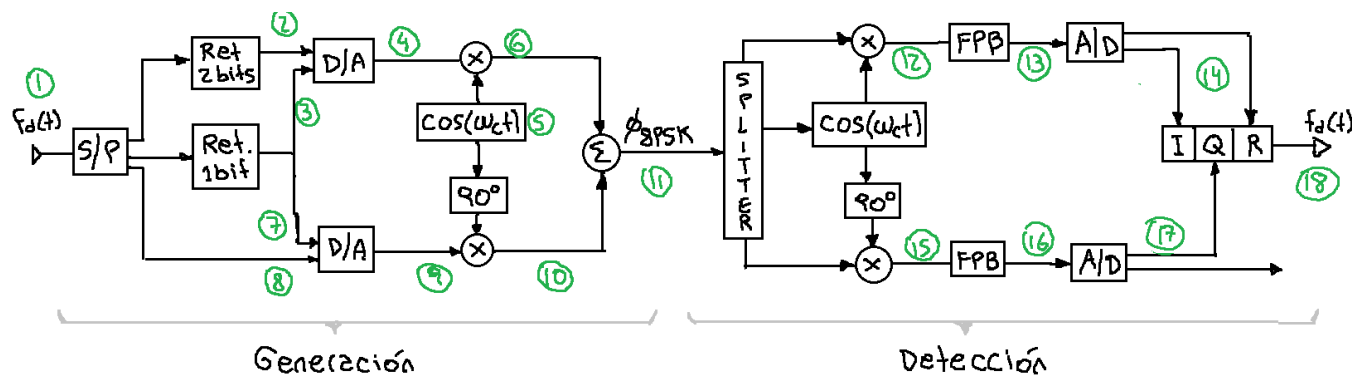 1
fd(t)
S/P
Ret
2bits
Ret.
1bit
2
3
7
8
D/A
D/A
4
9
X
cos(ωct)
5
90°
X
6
10
Σ
ϕ8PSK
11
SPLITTER
X
cos(ωct)
90°
X
12
15
FPB
FPB
13
16
A/D
A/D
14
17
I Q R
fd(t)
18
Generación
Detección